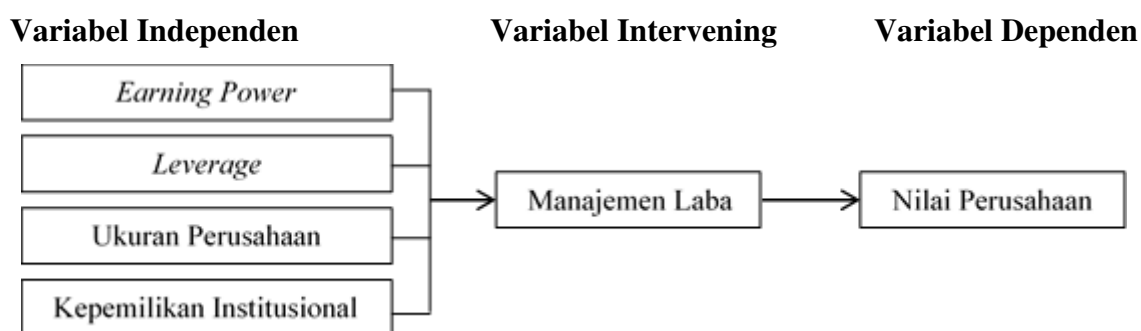 Variabel Independen Variabel Intervening Variabel Dependen
Earning Power
Leverage
Manajemen Laba Nilai Perusahaan
Ukuran Perusahaan
Kepemilikan Institusional